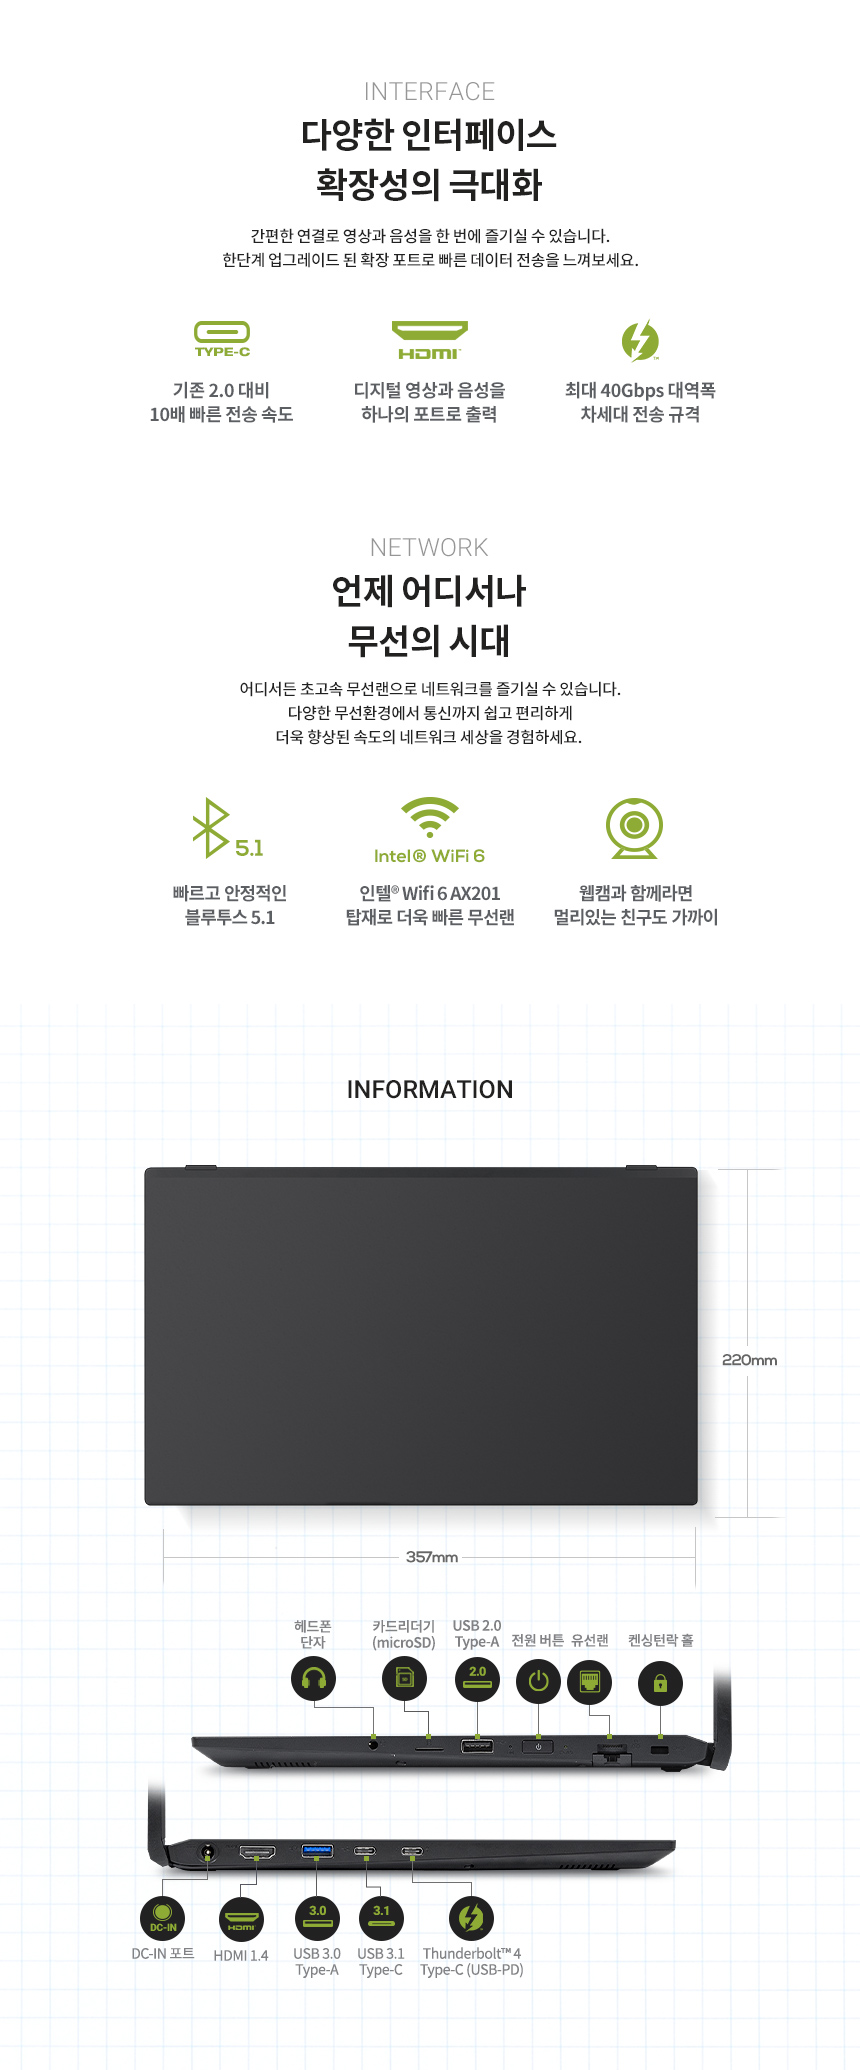 INTERFACE
다양한 인터페이스
확장성의 극대화
간편한 연결로 영상과 음성을 한 번에 즐기실 수 있습니다.
한단계 업그레이드 된 확장 포트로 빠른 데이터 전송을 느껴보세요.
TYPE-C
HDMI
TM
기존 2.0 대비
10배 빠른 전송 속도
디지털 영상과 음성을
하나의 포트로 출력
최대 40Gbps 대역폭
차세대 전송 규격
NETWORK
언제 어디서나
무선의 시대
어디서든 초고속 무선랜으로 네트워크를 즐기실 수 있습니다.
다양한 무선환경에서 통신까지 쉽고 편리하게
더욱 향상된 속도의 네트워크 세상을 경험하세요.
5.1
Intel® WiFi 6
빠르고 안정적인
블루투스 5.1
인텔® Wifi 6 AX201
탑재로 더욱 빠른 무선랜
웹캠과 함께라면
멀리있는 친구도 가까이
INFORMATION
220mm
357mm
헤드폰
단자
카드리더기
(microSD)
USB 2.0
Type-A
전원 버튼
유선랜
켄싱턴락 홀
2.0
DC-IN
HDMI
3.0
3.1
DC-IN 포트
HDMI 1.4
USB 3.0
Type-A
USB 3.1
Type-C
Thunderbolt™ 4
Type-C (USB-PD)